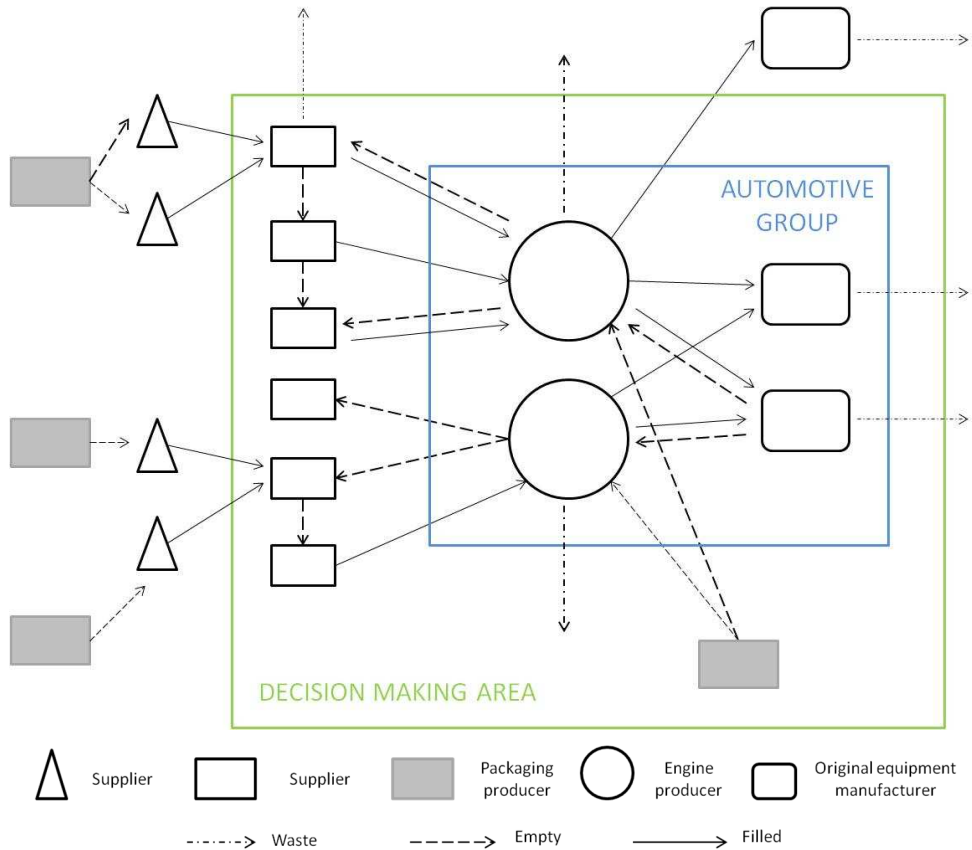 AUTOMOTIVE
GROUP
DECISION MAKING AREA
Supplier
Supplier
Packaging
producer
Engine
producer
Original equipment
manufacturer
Waste
Empty
Filled